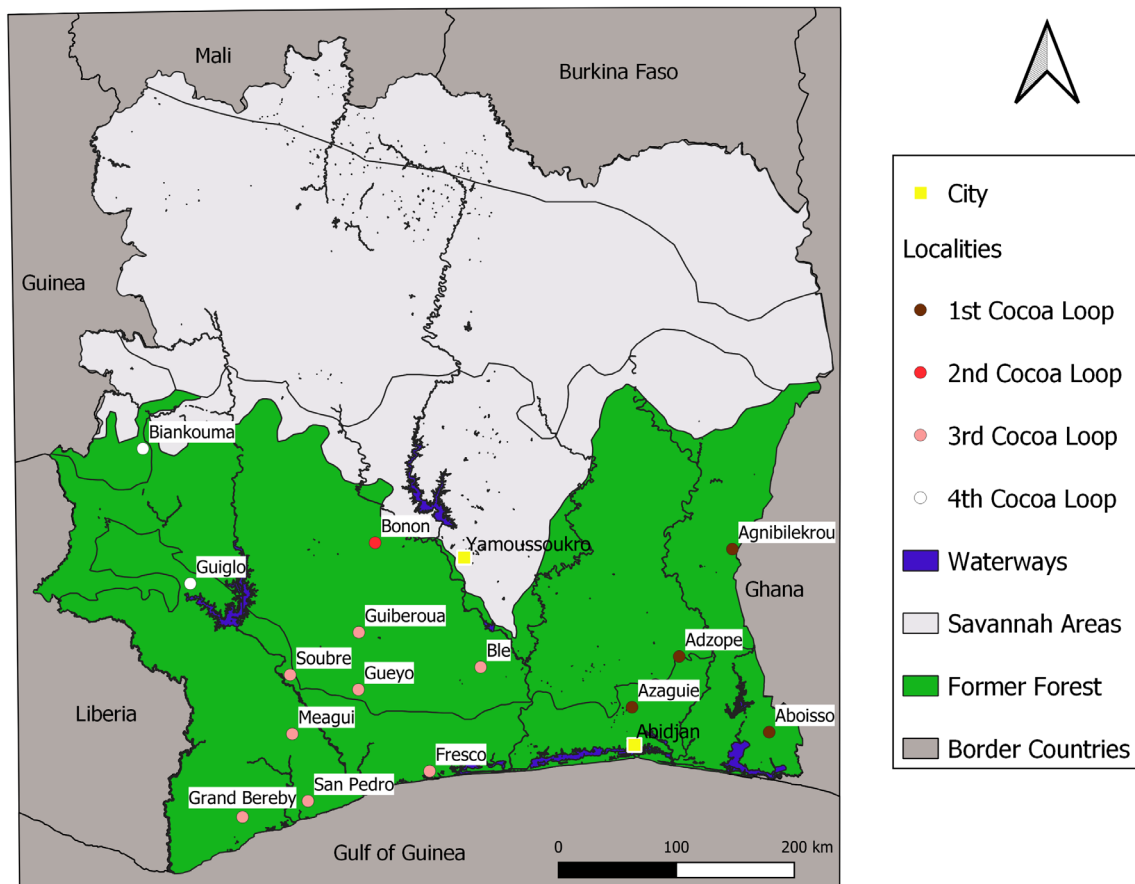 Mali
Burkina Faso
Guinea
Biankouma
Bonon
Yamoussoukro
Agnibilekrou
Guiglo
Ghana
Guiberoua
Adzope
Ble
Soubre
Gueyo
Azaguie
Liberia
Meagui
Abidjan
Aboisso
Fresco
San Pedro
Grand Bereby
Gulf of Guinea
0 100 200 km
City
Localities
1st Cocoa Loop
2nd Cocoa Loop
3rd Cocoa Loop
4th Cocoa Loop
Waterways
Savannah Areas
Former Forest
Border Countries